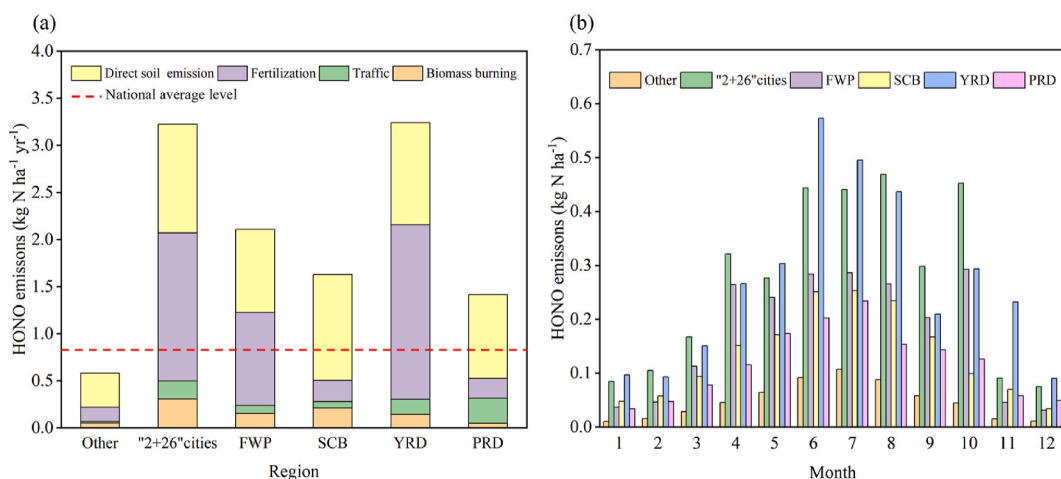 (a)
4.0
3.5
3.0
2.5
2.0
1.5
1.0
0.5
0.0
HONO emissions (kg N ha⁻¹ yr⁻¹)
Direct soil emission Fertilization Traffic Biomass burning
National average level
Other "2+26"cities FWP SCB YRD PRD
Region
(b)
0.7
0.6
0.5
0.4
0.3
0.2
0.1
0.0
HONO emissons (kg N ha⁻¹)
Other "2+26"cities FWP SCB YRD PRD
1 2 3 4 5 6 7 8 9 10 11 12
Month